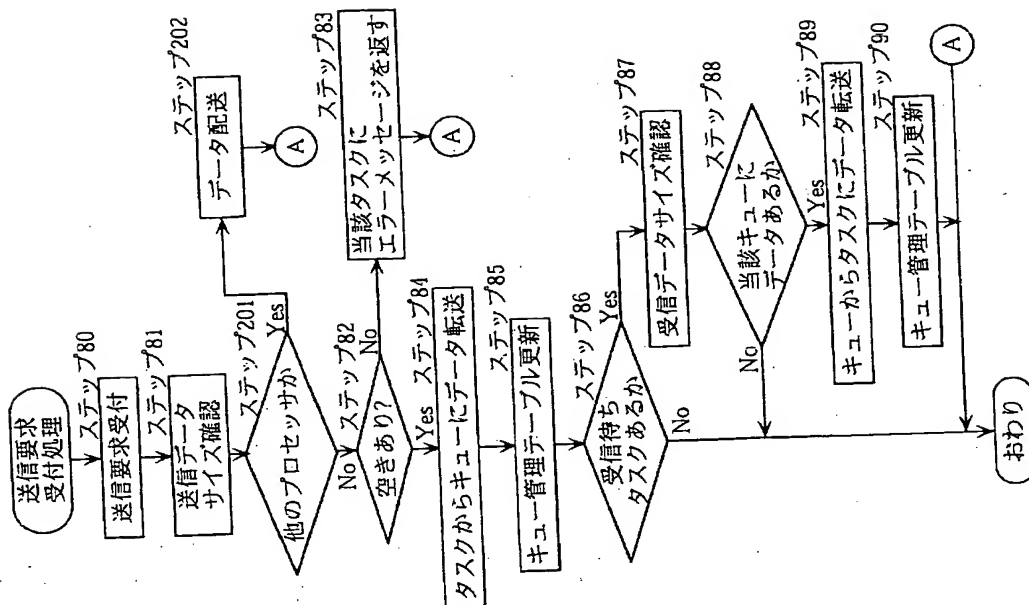 送信要求
受付処理
ステップ80
送信要求受付
ステップ81
送信データ
サイズ確認
ステップ201
他のプロセッサか
Yes
No
ステップ202
データ配送
A
ステップ82
空きあり?
No
Yes
ステップ83
当該タスクに
エラーメッセージを返す
A
ステップ84
タスクからキューにデータ転送
ステップ85
キュー管理テーブル更新
ステップ86
受信待ち
タスクあるか
Yes
No
ステップ87
受信データサイズ確認
ステップ88
当該キューに
データあるか
No
Yes
ステップ89
キューからタスクにデータ転送
ステップ90
キュー管理テーブル更新
A
おわり